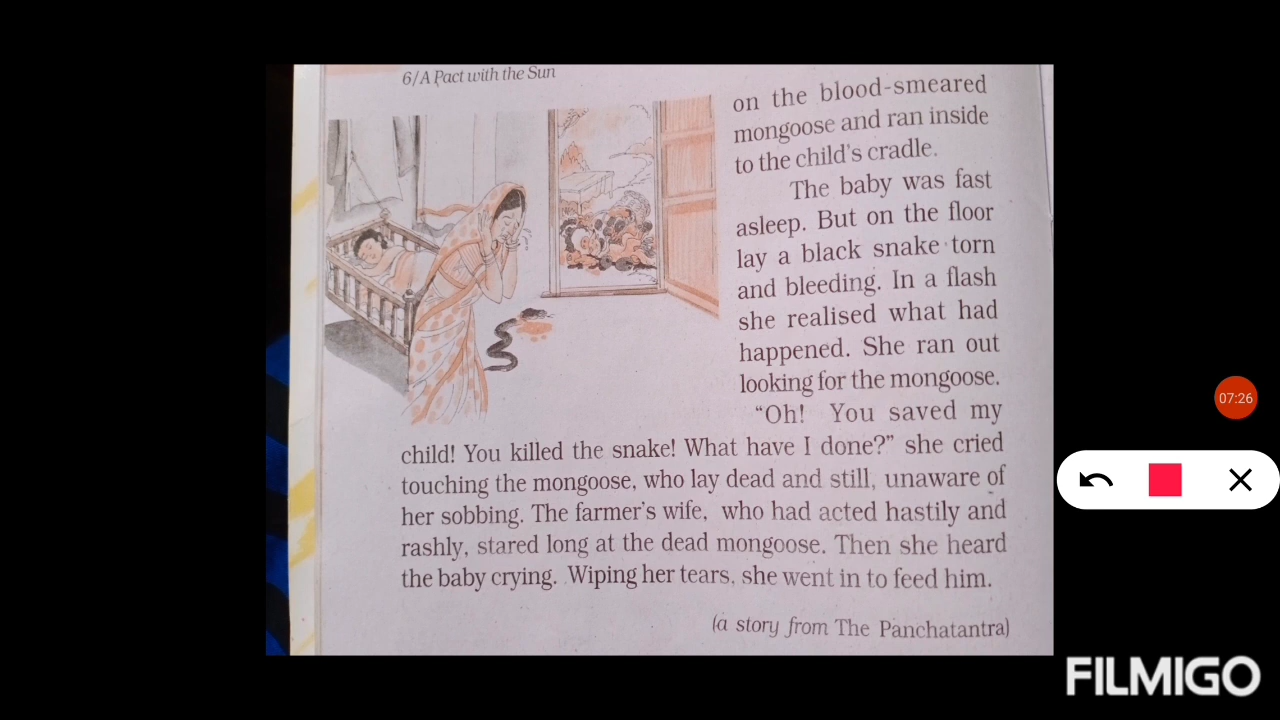 6/A Pact with the Sun
on the blood-smeared
mongoose and ran inside
to the child's cradle.
The baby was fast
asleep. But on the floor
lay a black snake torn
and bleeding. In a flash
she realised what had
happened. She ran out
looking for the mongoose.
"Oh! You saved my
child! You killed the snake! What have I done?" she cried
touching the mongoose, who lay dead and still, unaware of
her sobbing. The farmer's wife, who had acted hastily and
rashly, stared long at the dead mongoose. Then she heard
the baby crying. Wiping her tears, she went in to feed him.
(a story from The Panchatantra)
07:26
FILMIGO